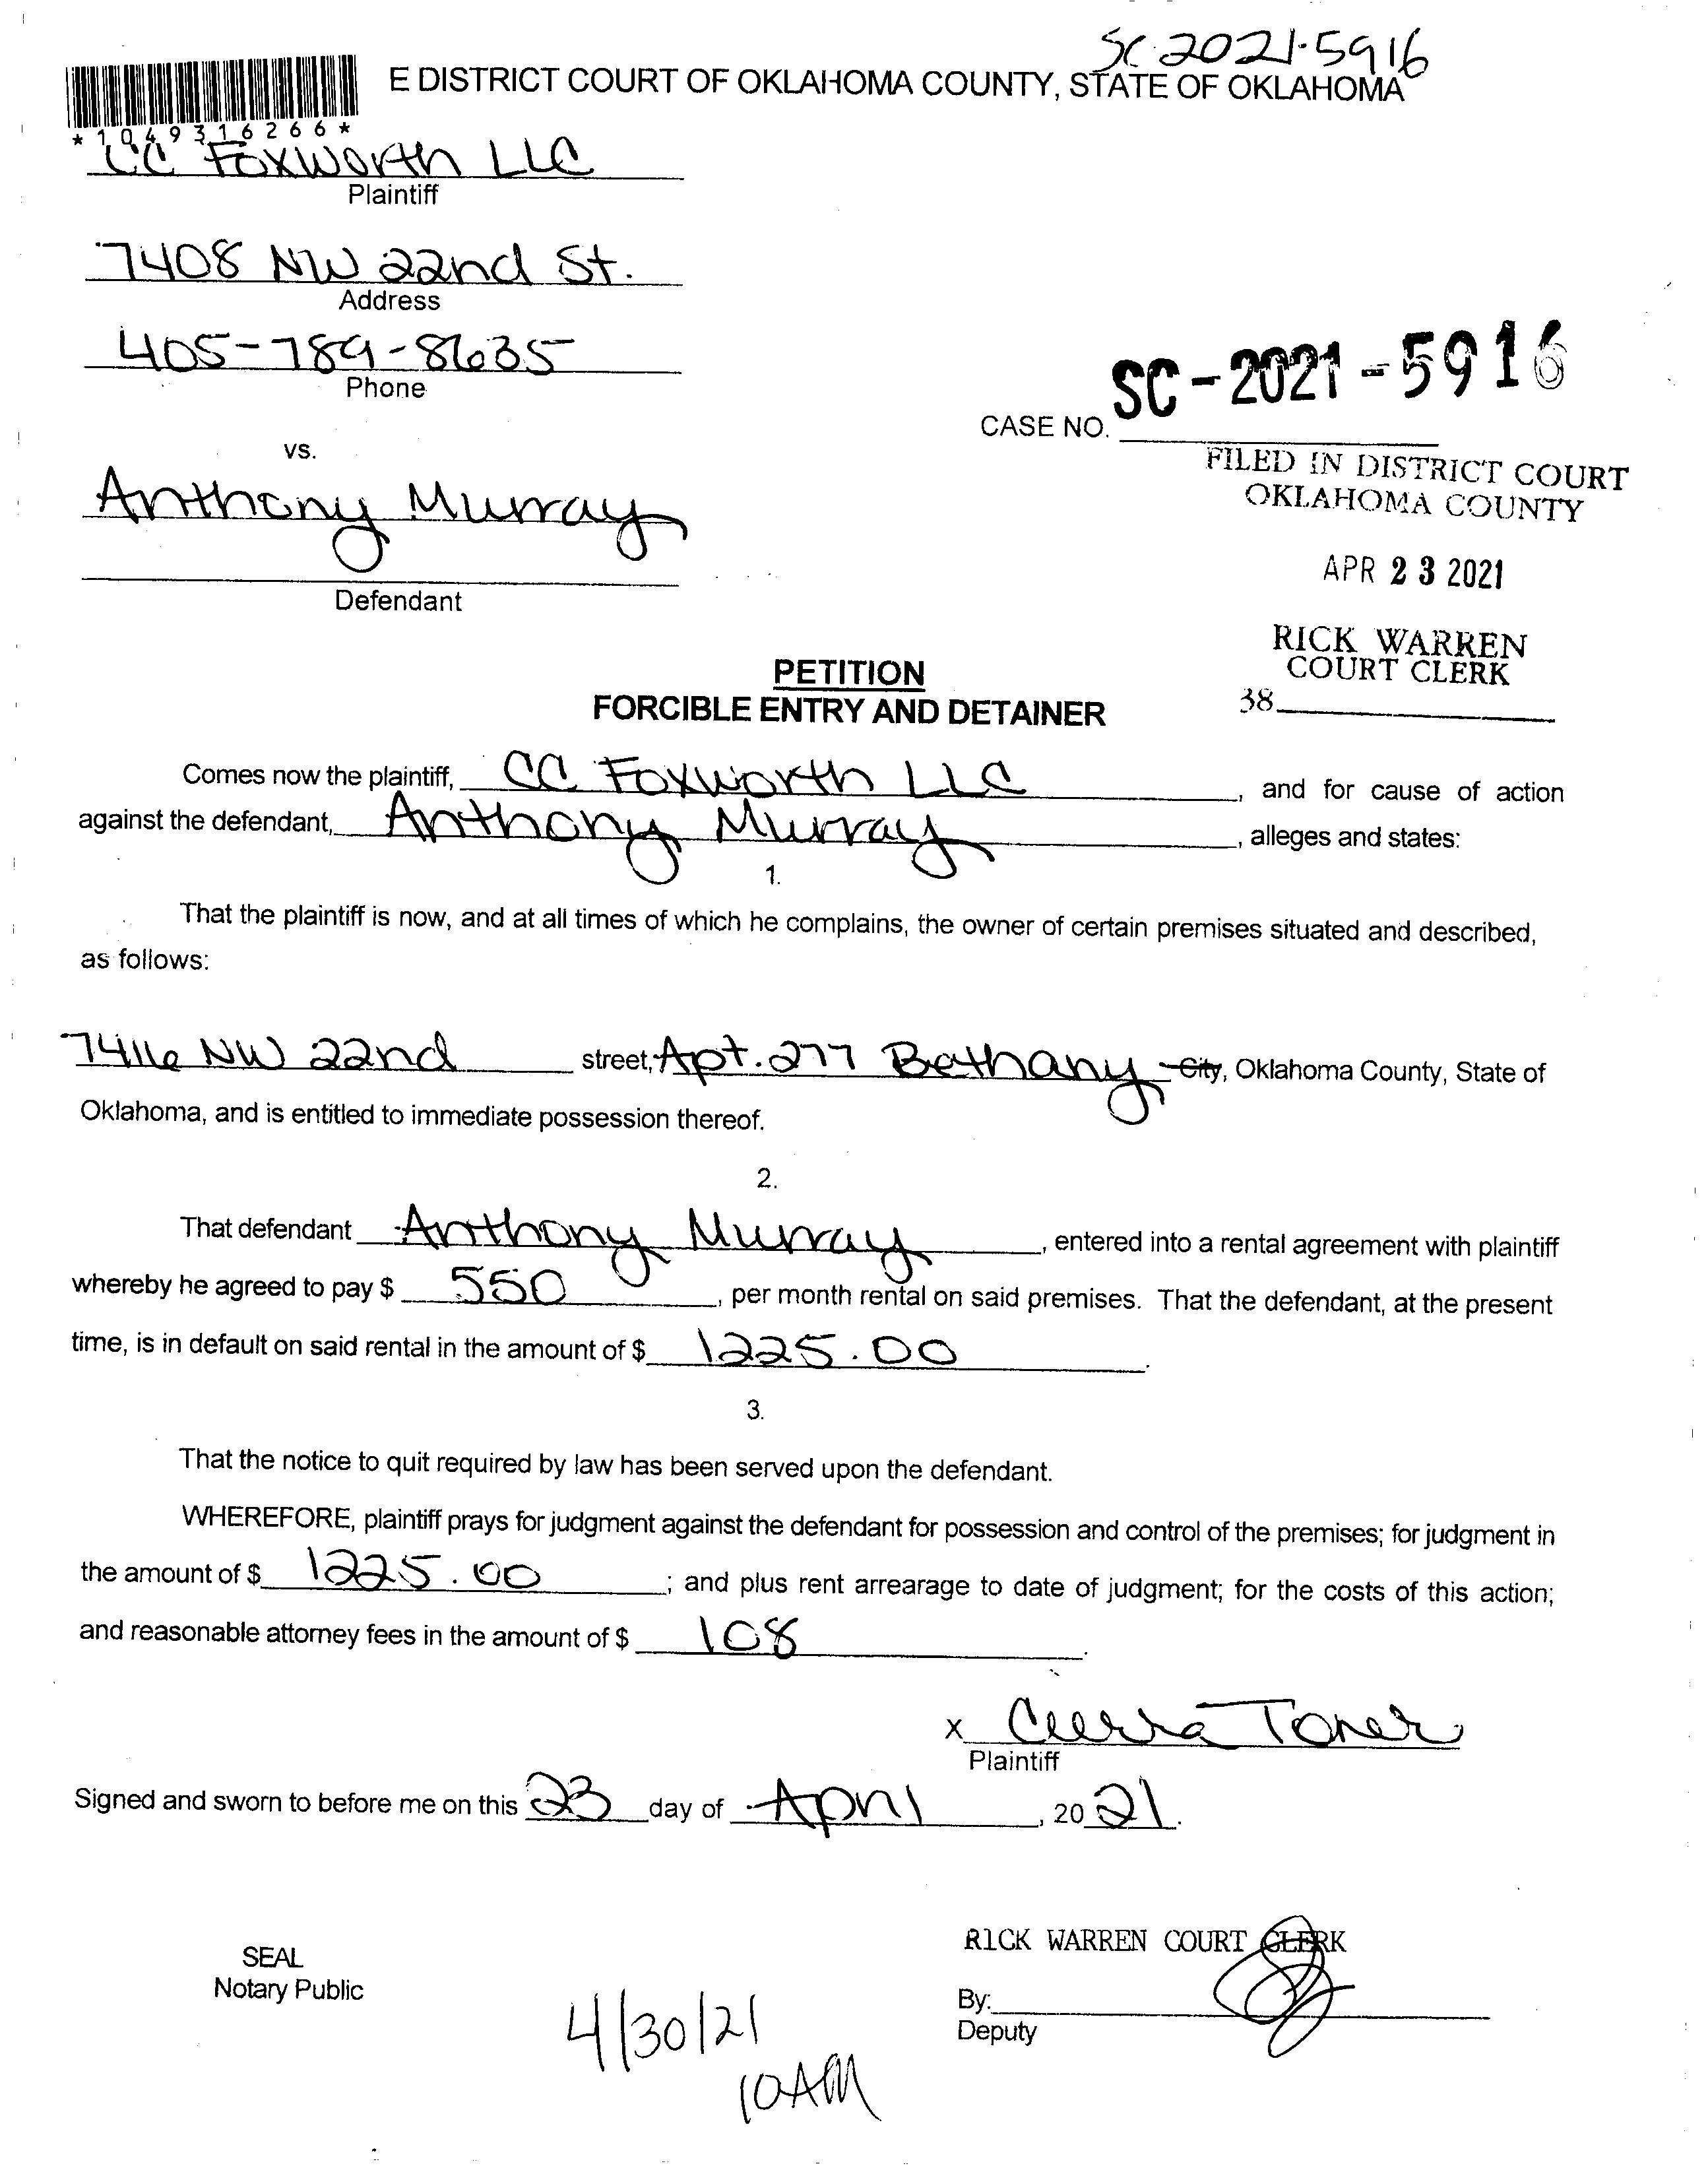 SC-2021-5916
E DISTRICT COURT OF OKLAHOMA COUNTY, STATE OF OKLAHOMA
* 1 0 4 9 3 1 6 2 6 6 *
CC Foxworth LLC
Plaintiff
7408 NW 22nd St.
Address
405-789-8635
Phone
CASE NO. SC-2021-5916
vs.
FILED IN DISTRICT COURT
OKLAHOMA COUNTY
Anthony Murray
APR 23 2021
Defendant
RICK WARREN
COURT CLERK
38
PETITION
FORCIBLE ENTRY AND DETAINER
Comes now the plaintiff, CC Foxworth LLC, and for cause of action
against the defendant, Anthony Murray, alleges and states:
1.
That the plaintiff is now, and at all times of which he complains, the owner of certain premises situated and described,
as follows:
7416 NW 22nd street, Apt. 277 Bethany City, Oklahoma County, State of
Oklahoma, and is entitled to immediate possession thereof.
2.
That defendant Anthony Murray, entered into a rental agreement with plaintiff
whereby he agreed to pay $ 550, per month rental on said premises. That the defendant, at the present
time, is in default on said rental in the amount of $ 1225.00.
3.
That the notice to quit required by law has been served upon the defendant.
WHEREFORE, plaintiff prays for judgment against the defendant for possession and control of the premises; for judgment in
the amount of $ 1225.00; and plus rent arrearage to date of judgment; for the costs of this action;
and reasonable attorney fees in the amount of $ 108.
x Cierra Toner
Plaintiff
Signed and sworn to before me on this 23 day of April, 2021.
RICK WARREN COURT CLERK
SEAL
Notary Public
By:
Deputy
4/30/21
10AM